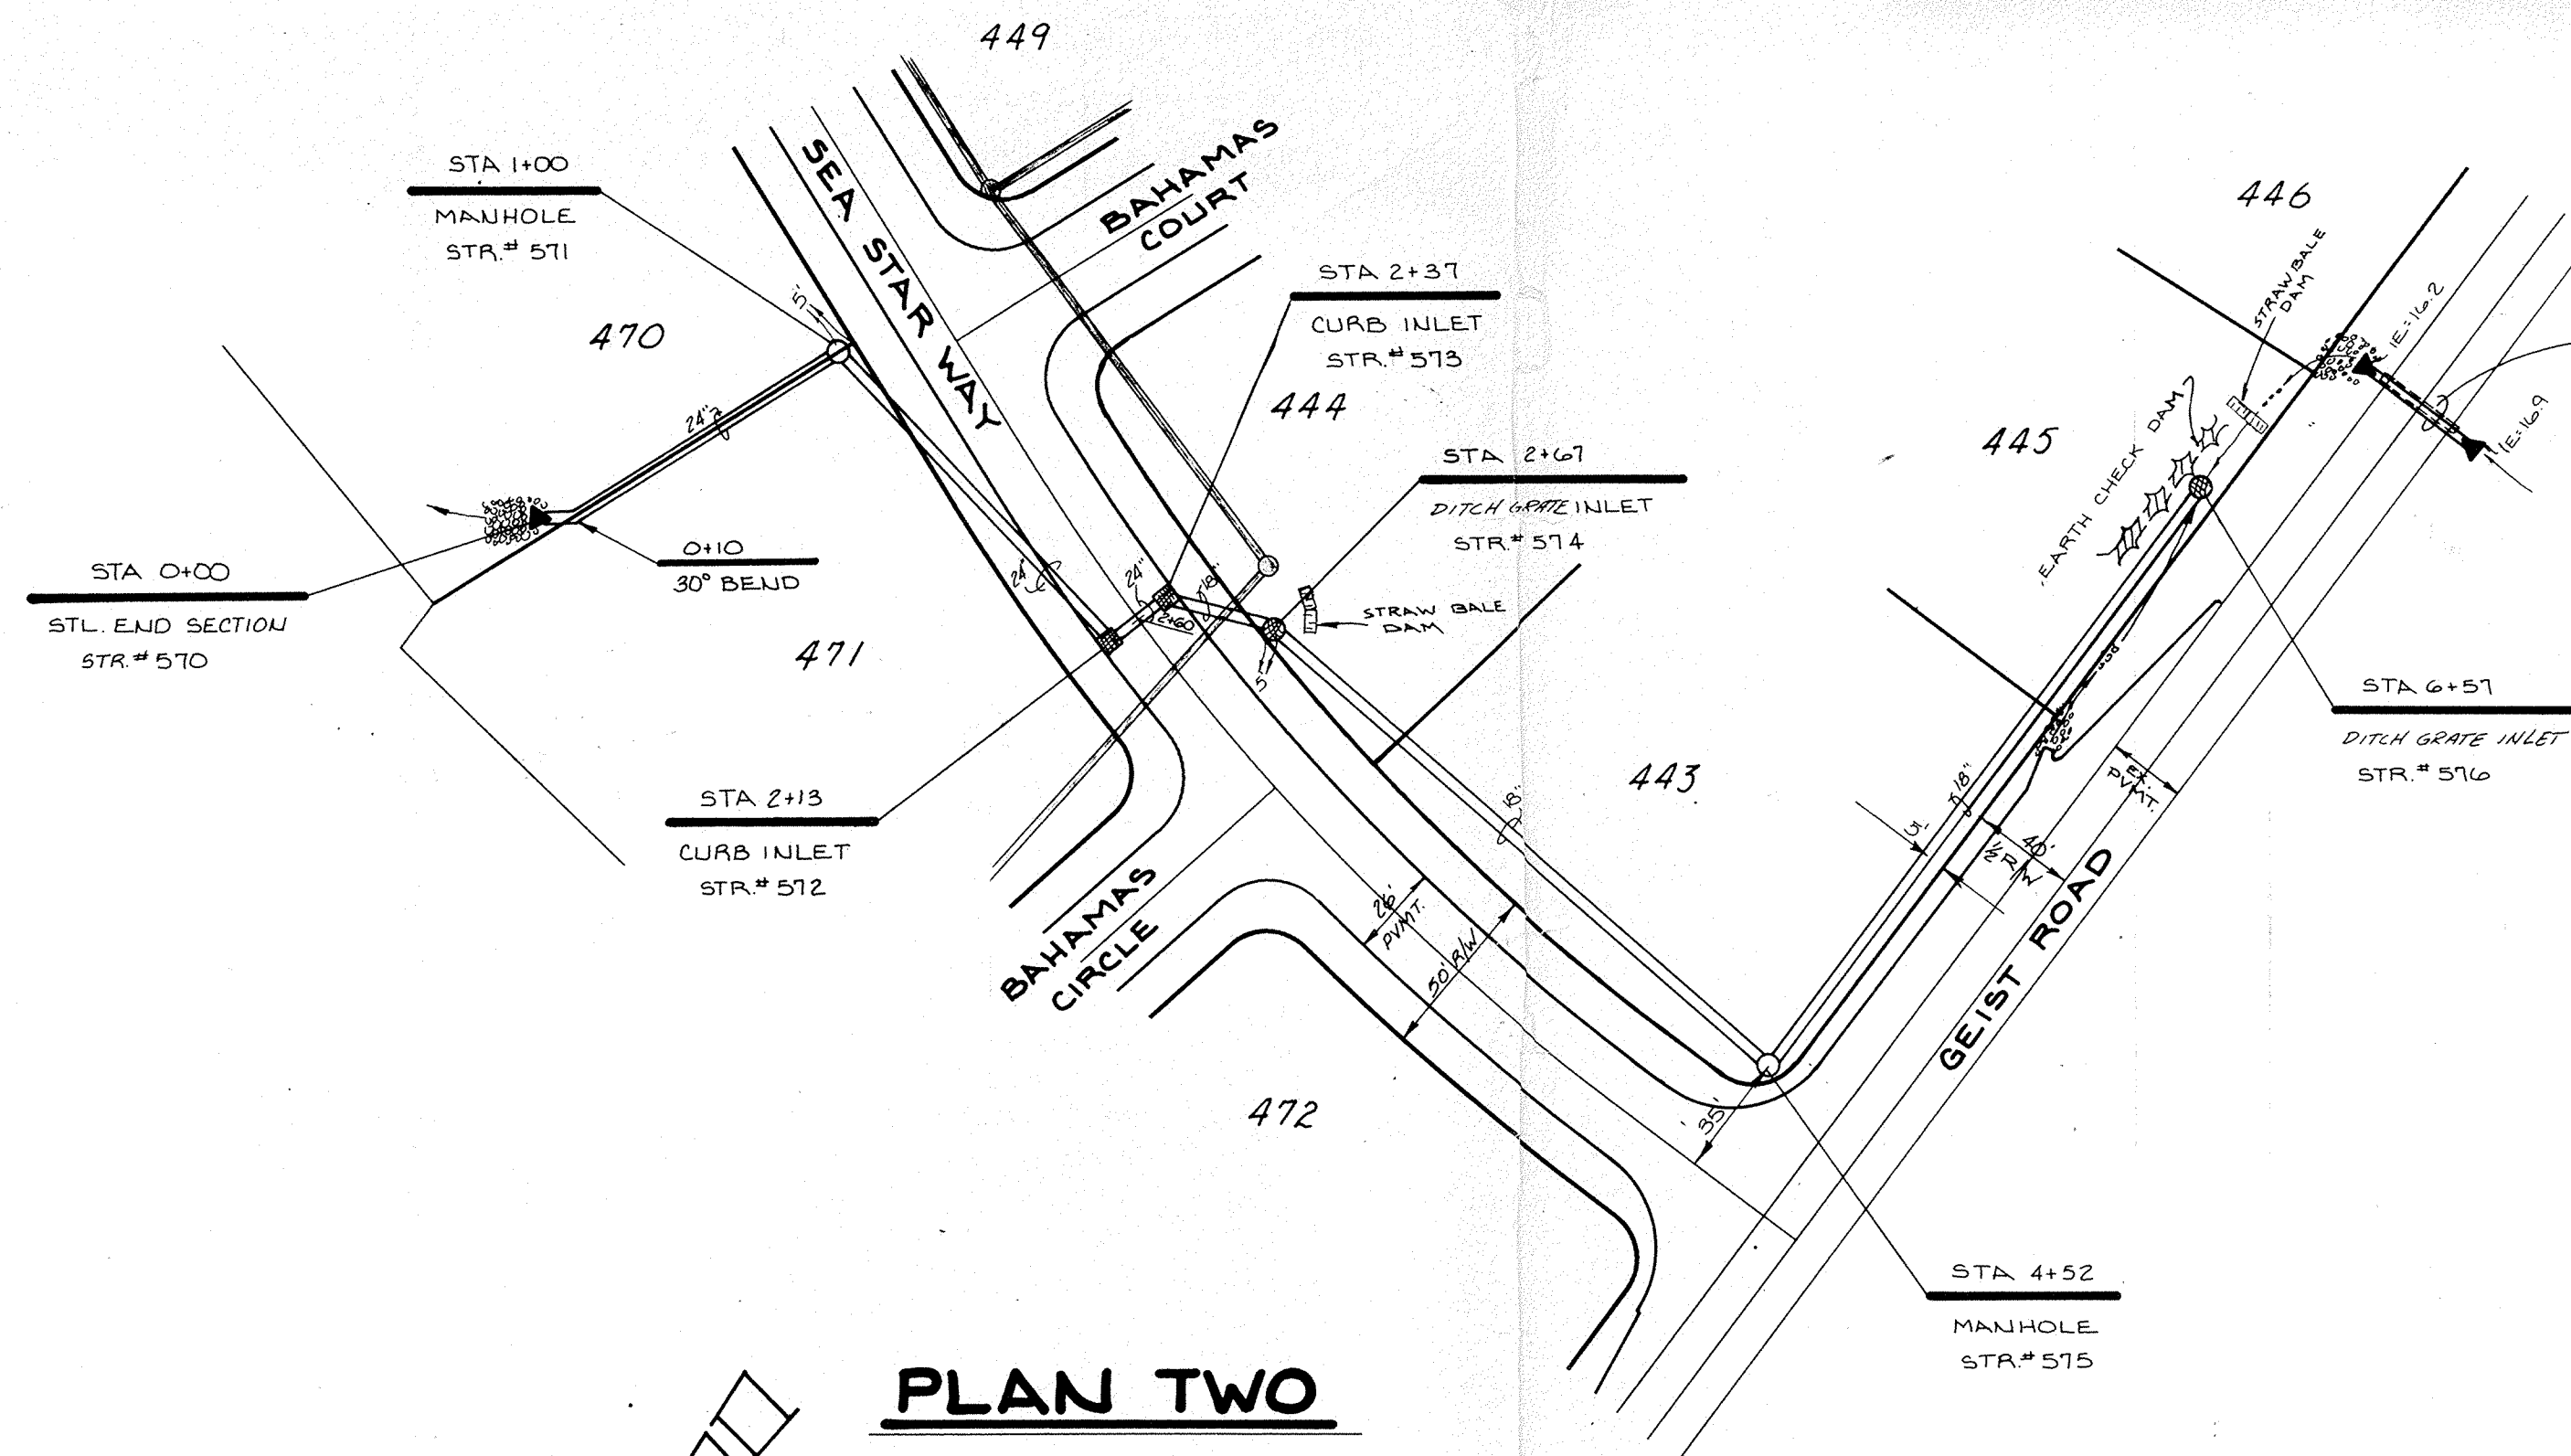 449
STA 1+00
MANHOLE
STR.# 571
SEA STAR WAY
BAHAMAS
COURT
446
STRAW BALE
DAM
IE=16.2
IE=16.9
5'
470
STA 2+37
CURB INLET
STR.# 573
444
445
EARTH CHECK DAM
24"
STA 2+67
DITCH GRATE INLET
STR.# 574
0+10
30° BEND
STA 0+00
STL. END SECTION
STR.# 570
24"
24"
18"
2+60
STRAW BALE
DAM
5'
471
STA 6+57
DITCH GRATE INLET
STR.# 576
STA 2+13
CURB INLET
STR.# 572
443
18"
18"
EX.
PVMT.
5'
40'
½ R/W
BAHAMAS
CIRCLE
26'
PVMT.
50' R/W
GEIST ROAD
472
35'
STA 4+52
MANHOLE
STR.# 575
PLAN TWO